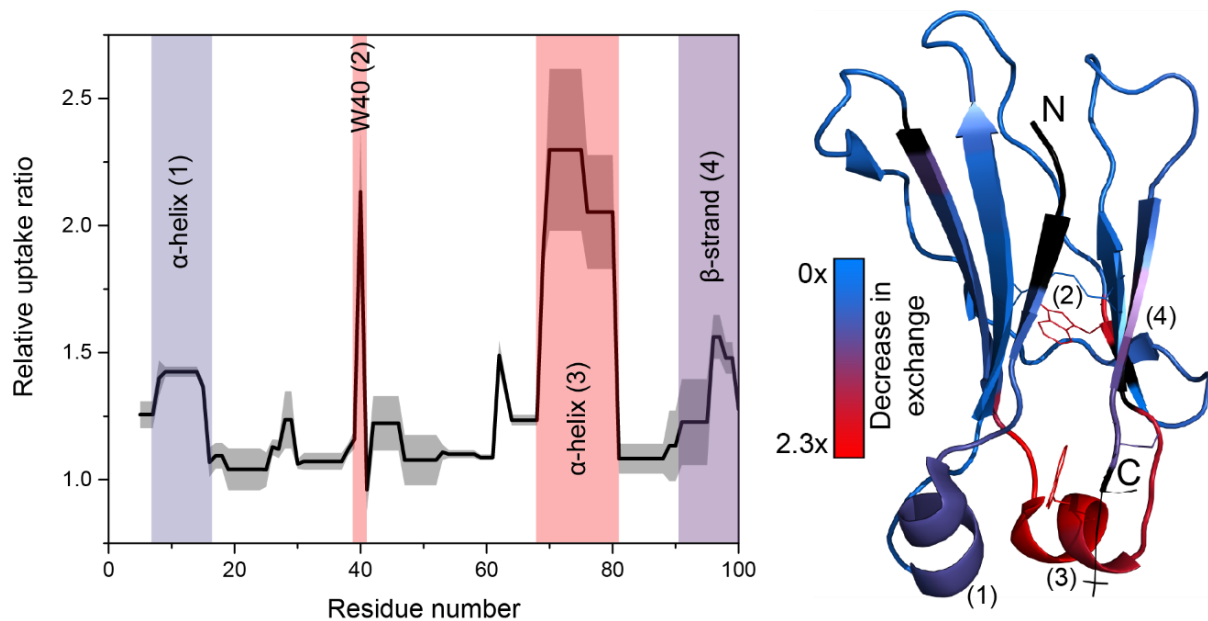 2.5
2.0
1.5
1.0
0
20
40
60
80
100
Relative uptake ratio
Residue number
α-helix (1)
W40 (2)
α-helix (3)
β-strand (4)
0x
2.3x
Decrease in
exchange
N
(2)
(4)
C
(1)
(3)